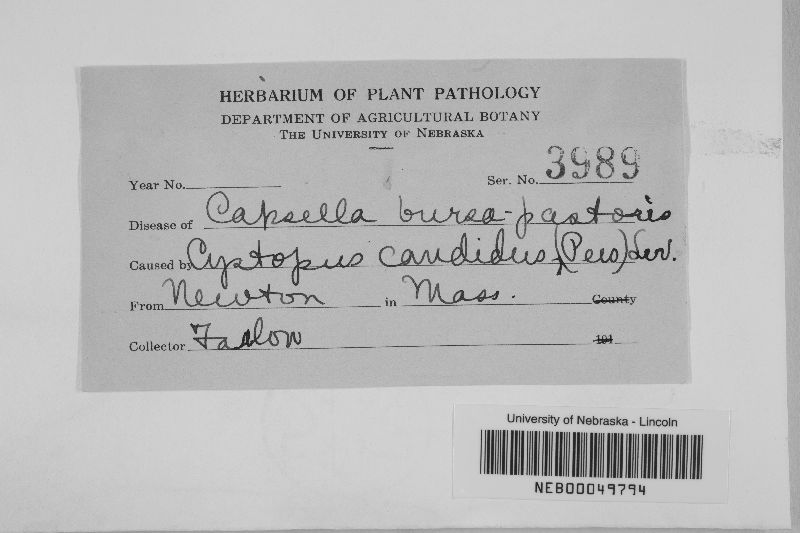 HERBARIUM OF PLANT PATHOLOGY
DEPARTMENT OF AGRICULTURAL BOTANY
THE UNIVERSITY OF NEBRASKA
Year No. Ser. No. 3989
Disease of Capsella bursa-pastoris
Caused by Cystopus candidus, (Pers) Lev.
From Newton in Mass. County
Collector Farlow 191
University of Nebraska - Lincoln
NEB00049794